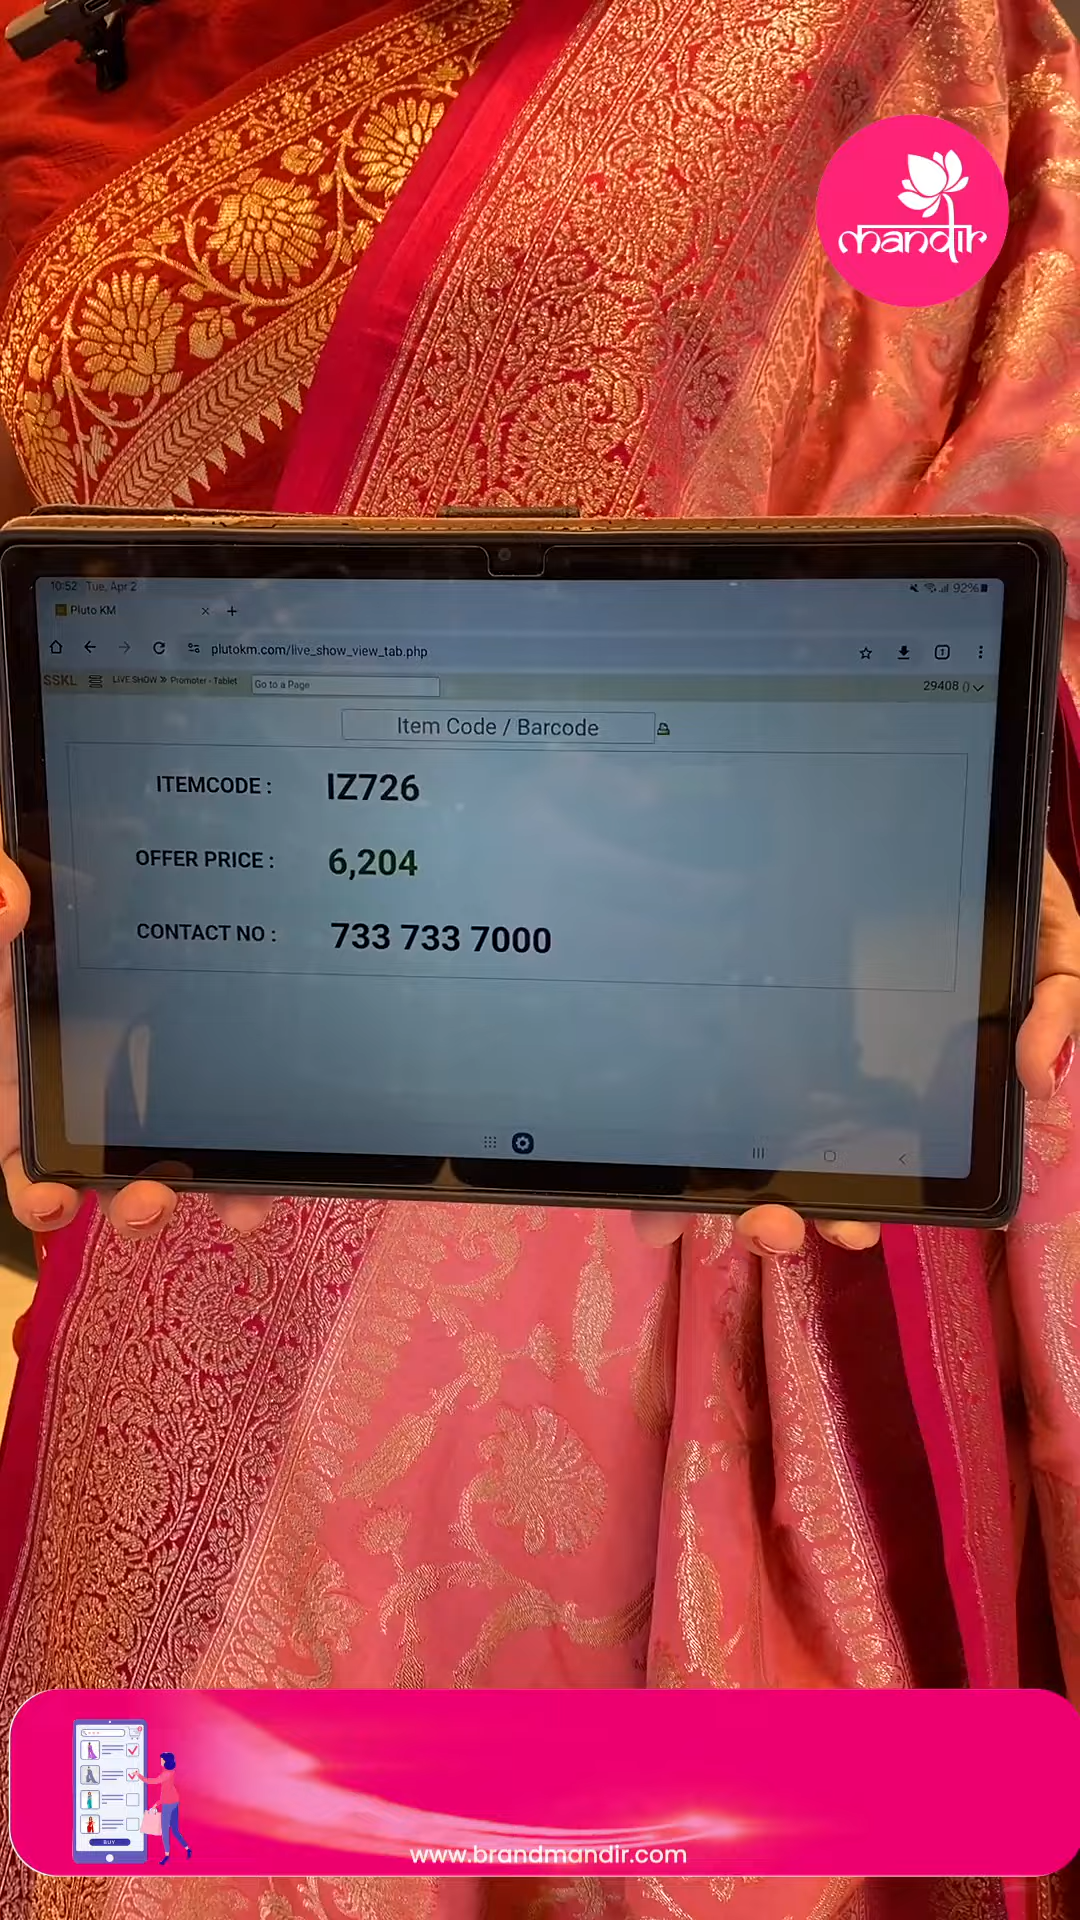 mandir
10:52 Tue, Apr 2
92%
Pluto KM
plutokm.com/live_show_view_tab.php
SSKL
LIVE SHOW » Promoter - Tablet
Go to a Page
29408 ()
Item Code / Barcode
ITEMCODE : IZ726
OFFER PRICE : 6,204
CONTACT NO : 733 733 7000
BUY
www.brandmandir.com